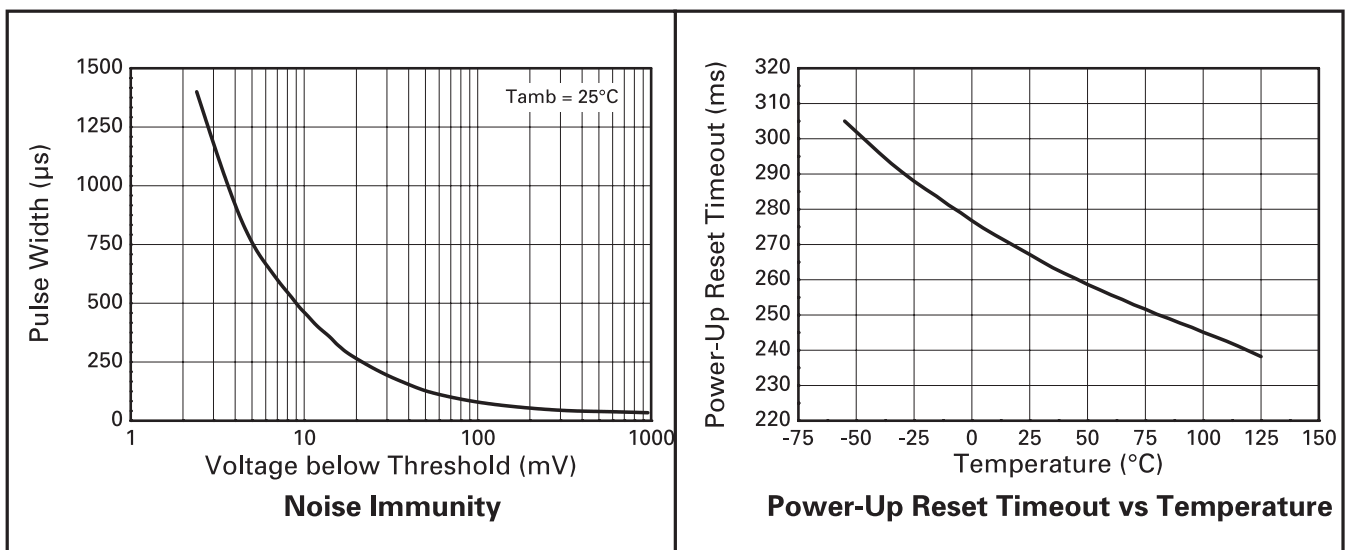 1500
1250
1000
750
500
250
0
Pulse Width (µs)
Tamb = 25°C
1 10 100 1000
Voltage below Threshold (mV)
Noise Immunity
320
310
300
290
280
270
260
250
240
230
220
Power-Up Reset Timeout (ms)
-75 -50 -25 0 25 50 75 100 125 150
Temperature (°C)
Power-Up Reset Timeout vs Temperature